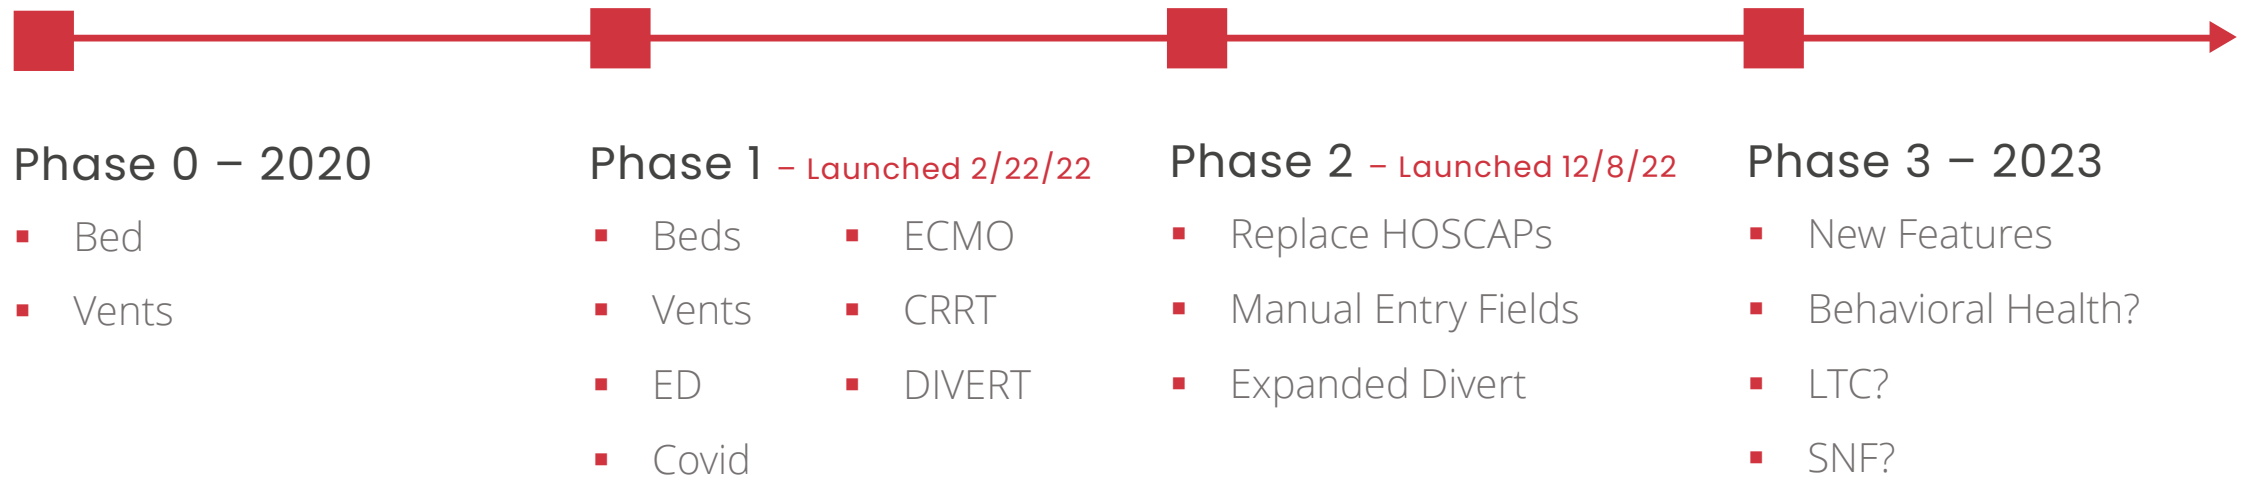 Phase 0 – 2020
Bed
Vents
Phase 1 – Launched 2/22/22
Beds
Vents
ED
Covid
ECMO
CRRT
DIVERT
Phase 2 – Launched 12/8/22
Replace HOSCAPs
Manual Entry Fields
Expanded Divert
Phase 3 – 2023
New Features
Behavioral Health?
LTC?
SNF?